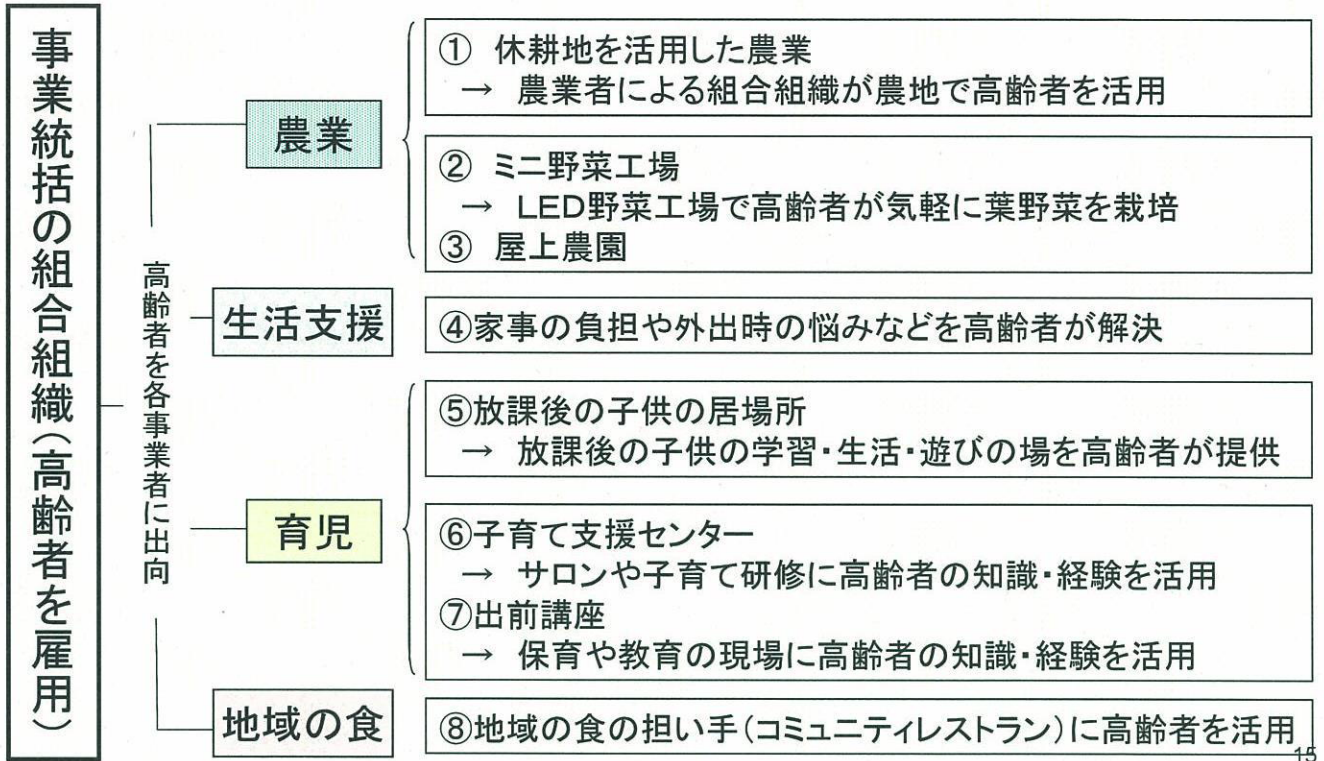 事業統括の組合組織（高齢者を雇用）
高齢者を各事業者に出向
農業
① 休耕地を活用した農業
→ 農業者による組合組織が農地で高齢者を活用
② ミニ野菜工場
→ LED野菜工場で高齢者が気軽に葉野菜を栽培
③ 屋上農園
生活支援
④家事の負担や外出時の悩みなどを高齢者が解決
育児
⑤放課後の子供の居場所
→ 放課後の子供の学習・生活・遊びの場を高齢者が提供
⑥子育て支援センター
→ サロンや子育て研修に高齢者の知識・経験を活用
⑦出前講座
→ 保育や教育の現場に高齢者の知識・経験を活用
地域の食
⑧地域の食の担い手（コミュニティレストラン）に高齢者を活用
15